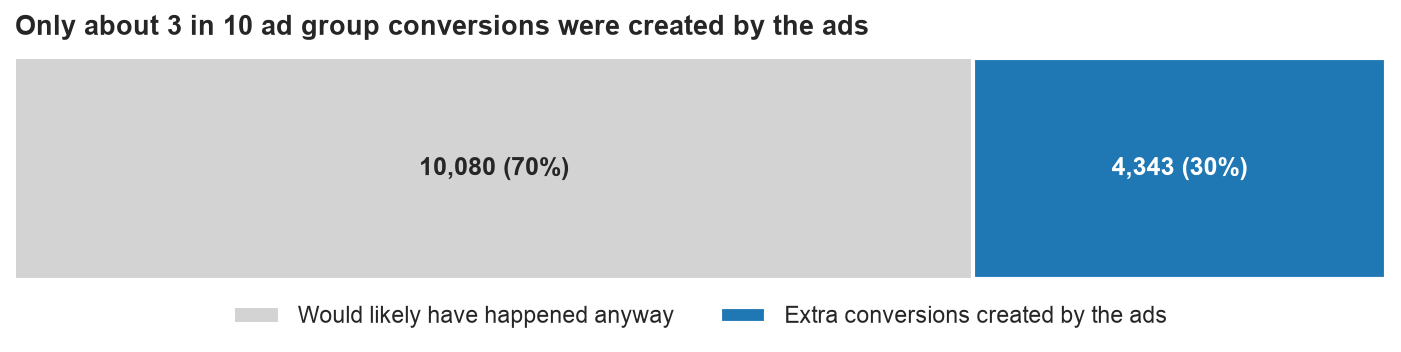 Only about 3 in 10 ad group conversions were created by the ads
10,080 (70%)
4,343 (30%)
Would likely have happened anyway
Extra conversions created by the ads